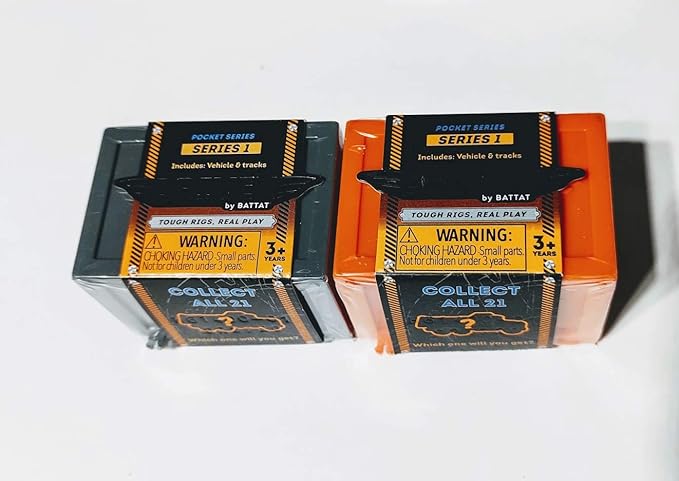 POCKET SERIES
SERIES 1
Includes: Vehicle & tracks
by BATTAT
TOUGH RIGS, REAL PLAY
WARNING:
CHOKING HAZARD-Small parts.
Not for children under 3 years.
3+
YEARS
COLLECT
ALL 21
?
Which one will you get?
POCKET SERIES
SERIES 1
Includes: Vehicle & tracks
by BATTAT
TOUGH RIGS, REAL PLAY
WARNING:
CHOKING HAZARD-Small parts.
Not for children under 3 years.
3+
YEARS
COLLECT
ALL 21
?
Which one will you get?